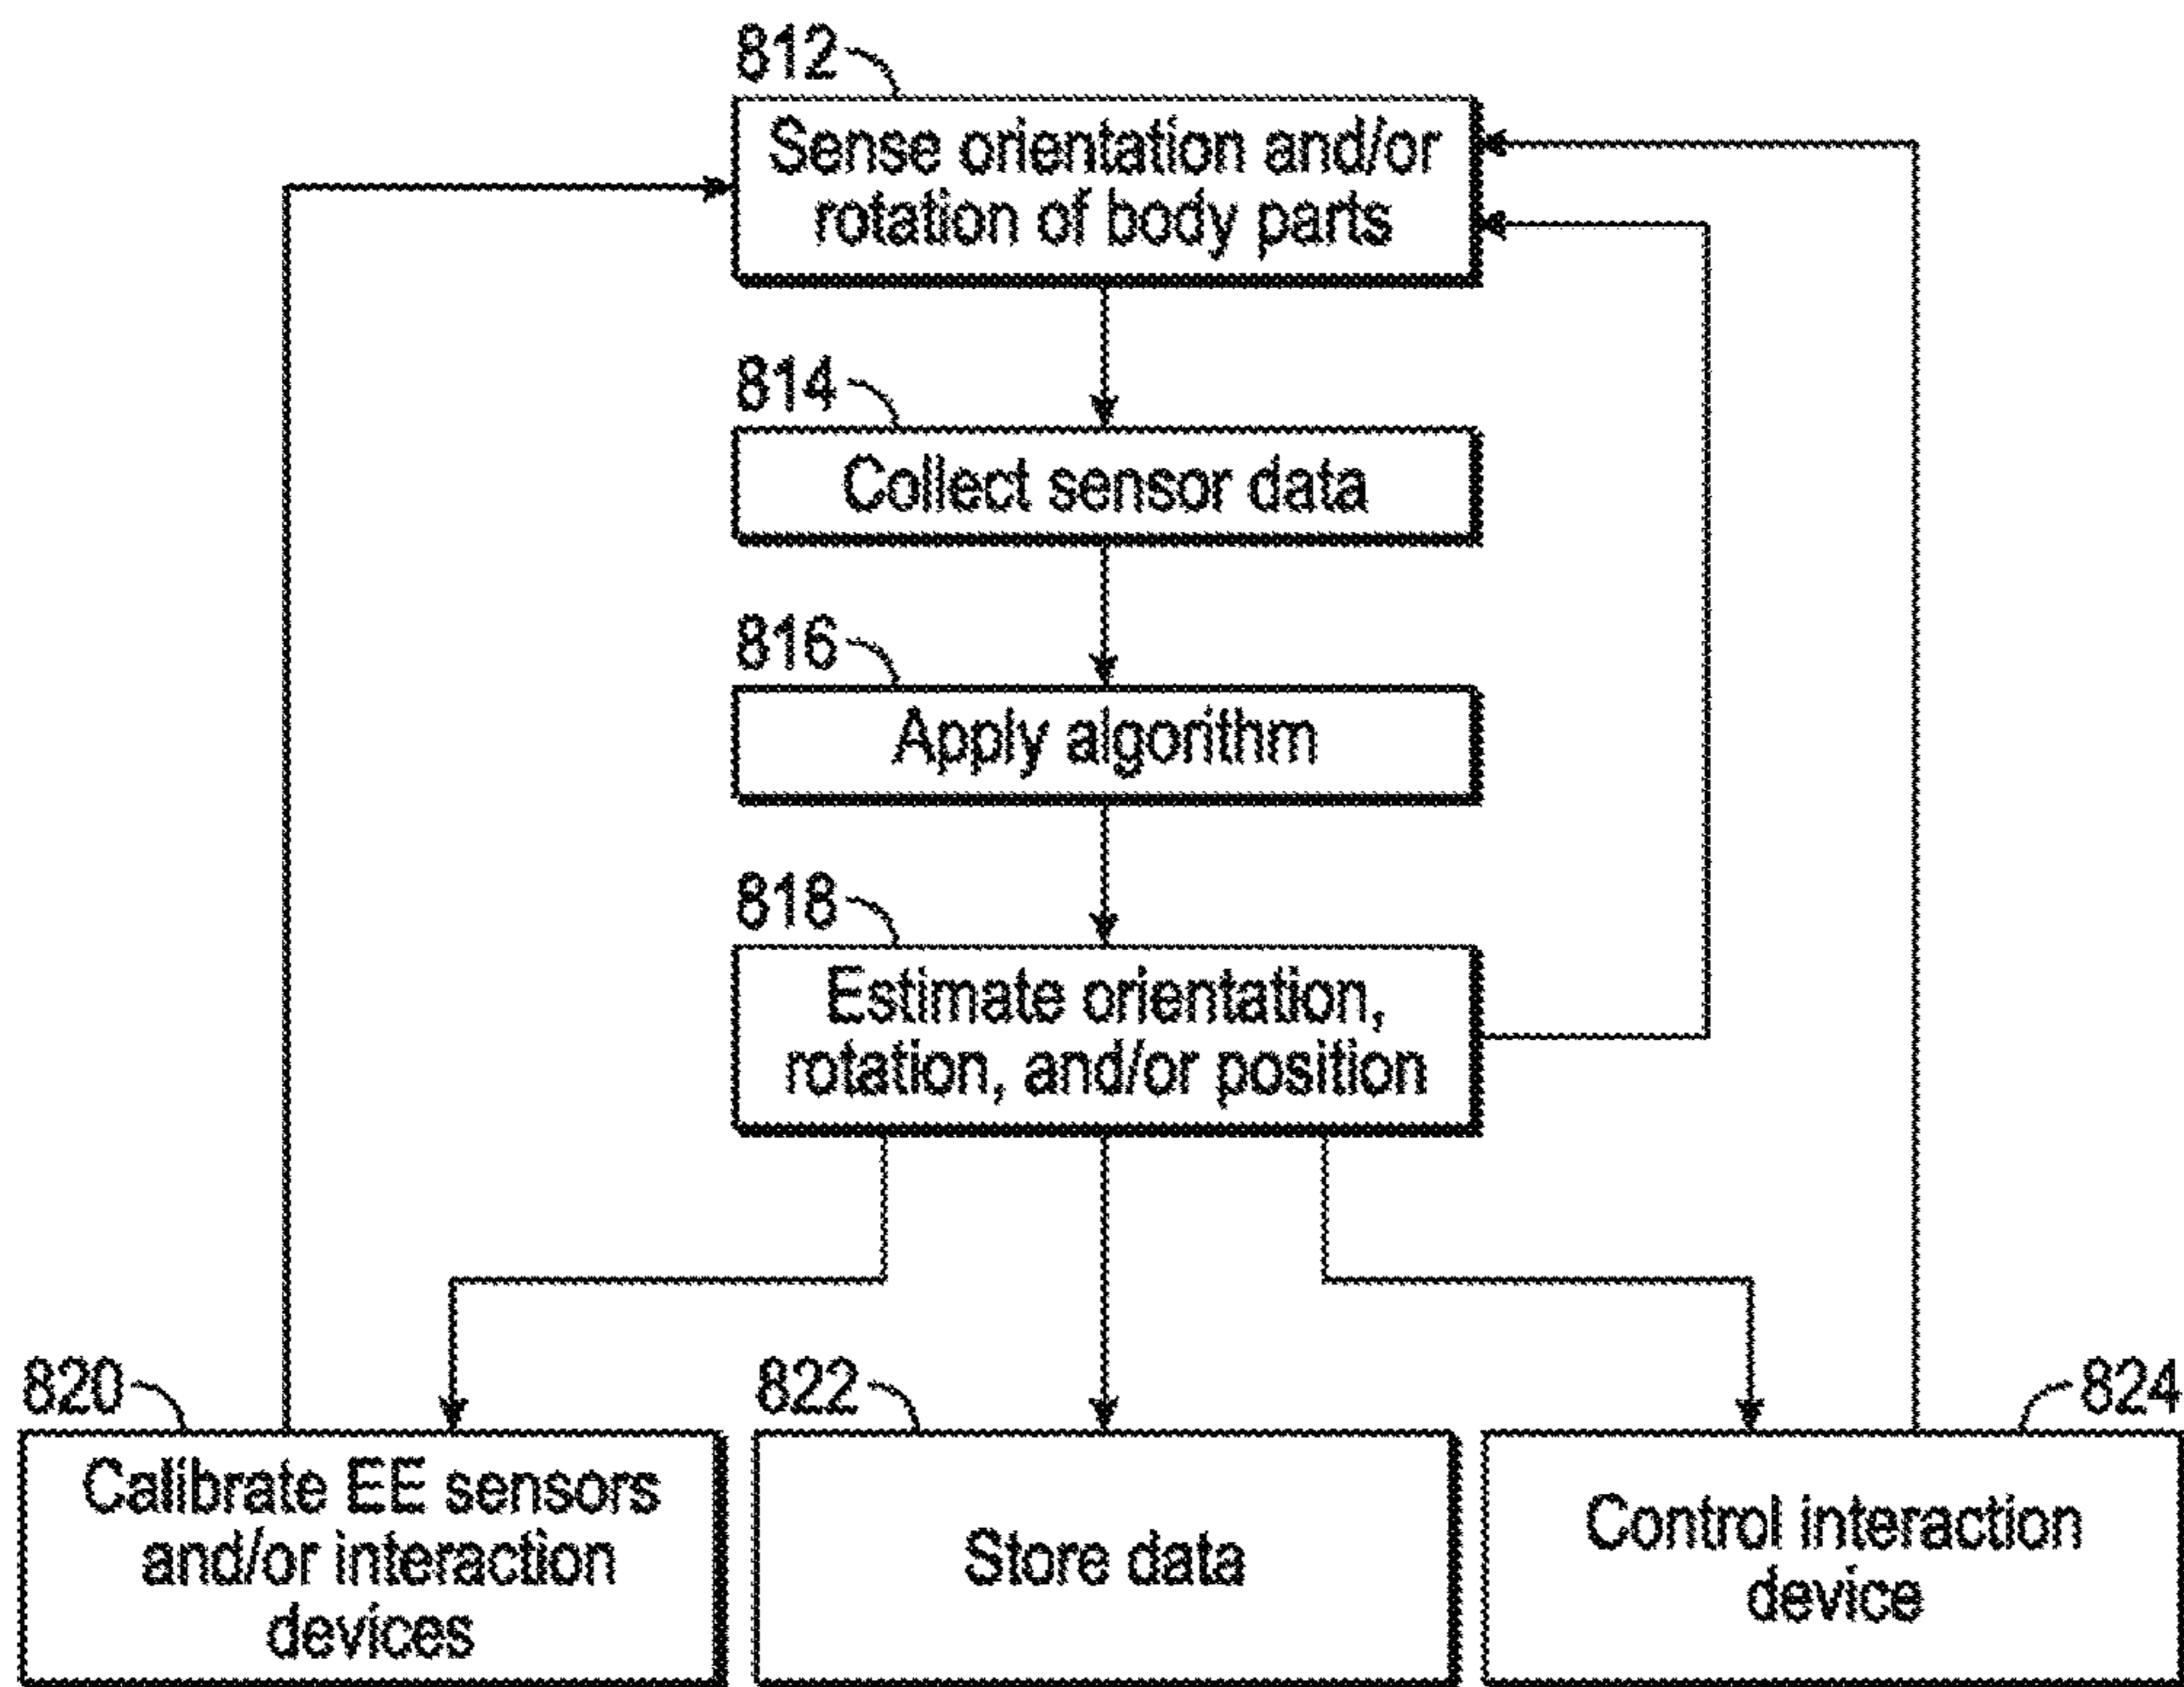 812
Sense orientation and/or
rotation of body parts
814
Collect sensor data
816
Apply algorithm
818
Estimate orientation,
rotation, and/or position
820
Calibrate EE sensors
and/or interaction
devices
822
Store data
824
Control interaction
device